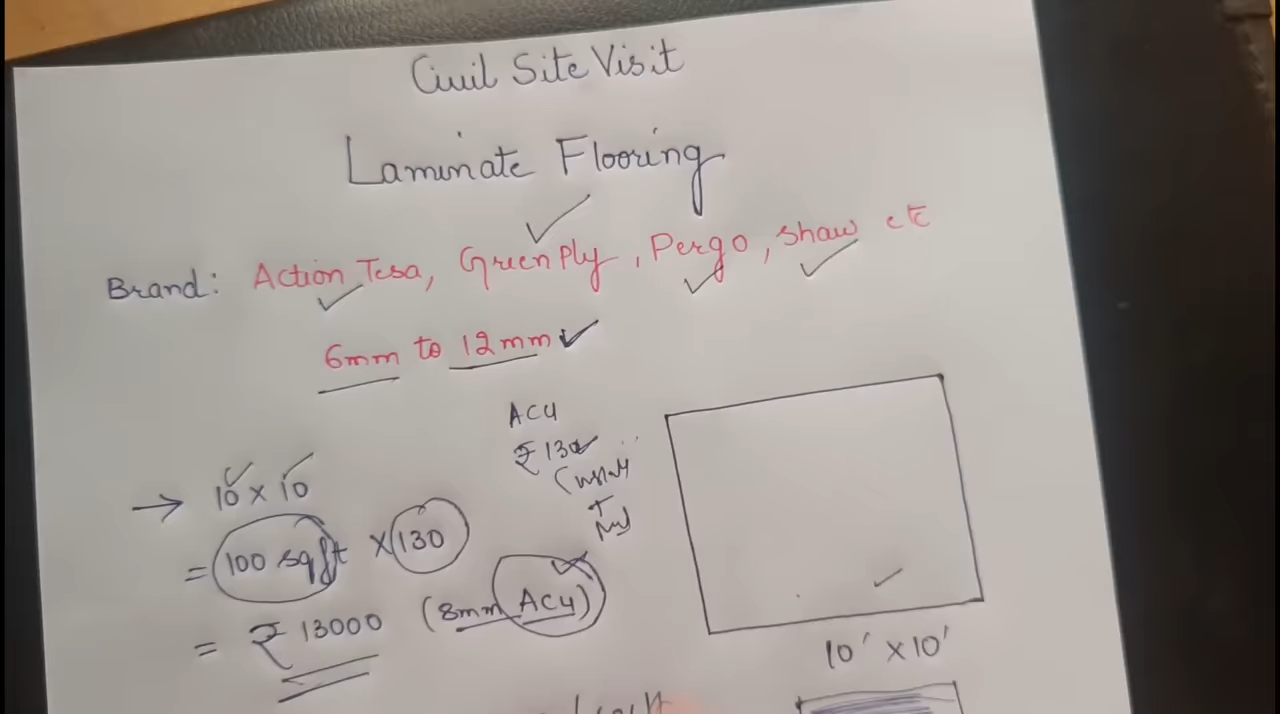 Civil Site Visit
Laminate Flooring
Brand: Action Tesa, GreenPly, Pergo, Shaw etc
6mm to 12mm
AC4
₹ 130
+
→ 10 x 10
= 100 sqft x 130
= ₹ 13000 (8mm AC4)
10' x 10'